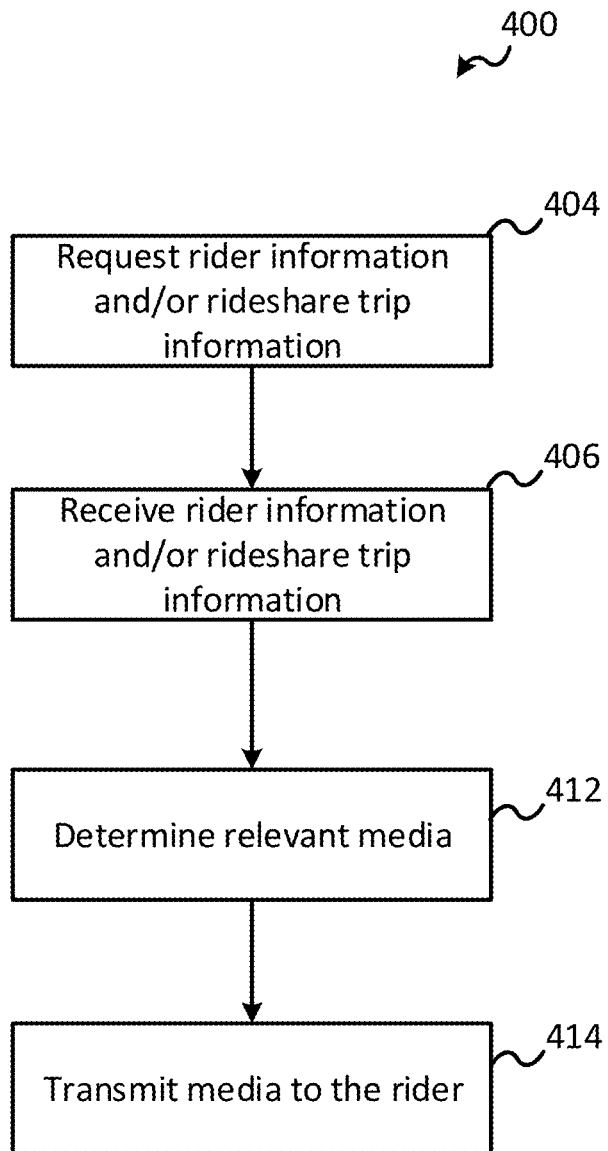 400
404
Request rider information
and/or rideshare trip
information
406
Receive rider information
and/or rideshare trip
information
412
Determine relevant media
414
Transmit media to the rider